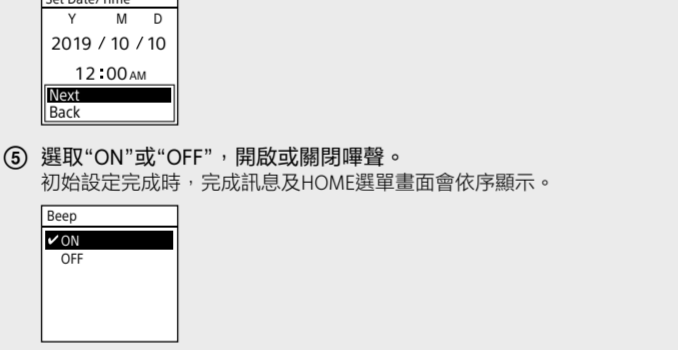 Set Date/Time
Y M D
2019 / 10 / 10
12:00 AM
Next
Back
⑤ 選取“ON”或“OFF”，開啟或關閉嗶聲。
初始設定完成時，完成訊息及HOME選單畫面會依序顯示。
Beep
✔ON
OFF